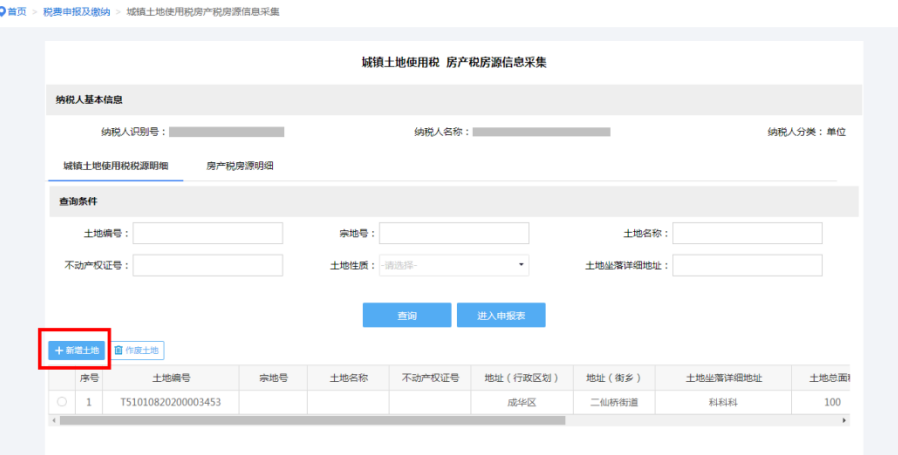 首页 > 税费申报及缴纳 > 城镇土地使用税房产税房源信息采集
城镇土地使用税 房产税房源信息采集
纳税人基本信息
纳税人识别号： 纳税人名称： 纳税人分类：单位
城镇土地使用税税源明细 房产税房源明细
查询条件
土地编号： 宗地号： 土地名称：
不动产权证号： 土地性质： -请选择- 土地坐落详细地址：
查询 进入申报表
+ 新增土地 作废土地
序号 土地编号 宗地号 土地名称 不动产权证号 地址（行政区划） 地址（街乡） 土地坐落详细地址 土地总面
1 T51010820200003453 成华区 二仙桥街道 科科科 100